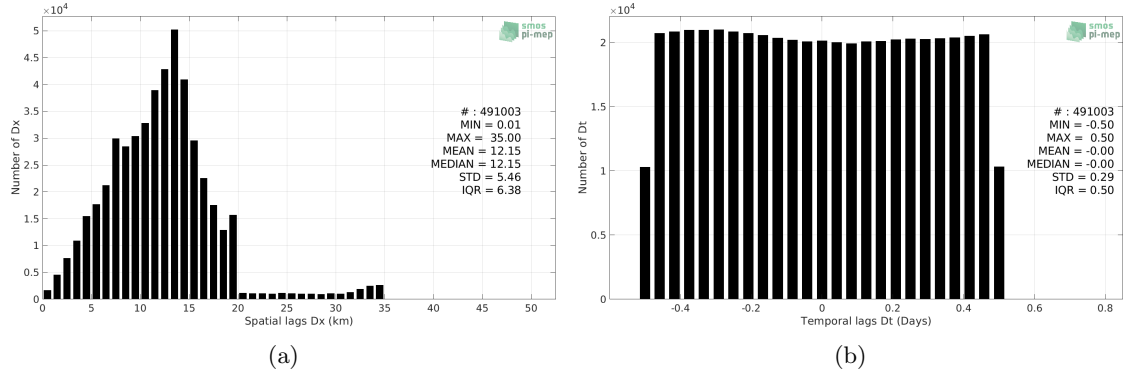 ×10⁴
5
4.5
4
3.5
3
2.5
2
1.5
1
0.5
0
Number of Dx
0 5 10 15 20 25 30 35 40 45 50
Spatial lags Dx (km)
smos
pi-mep
# : 491003
MIN = 0.01
MAX = 35.00
MEAN = 12.15
MEDIAN = 12.15
STD = 5.46
IQR = 6.38
(a)
×10⁴
2
1.5
1
0.5
0
Number of Dt
-0.4 -0.2 0 0.2 0.4 0.6 0.8
Temporal lags Dt (Days)
smos
pi-mep
# : 491003
MIN = -0.50
MAX = 0.50
MEAN = -0.00
MEDIAN = -0.00
STD = 0.29
IQR = 0.50
(b)